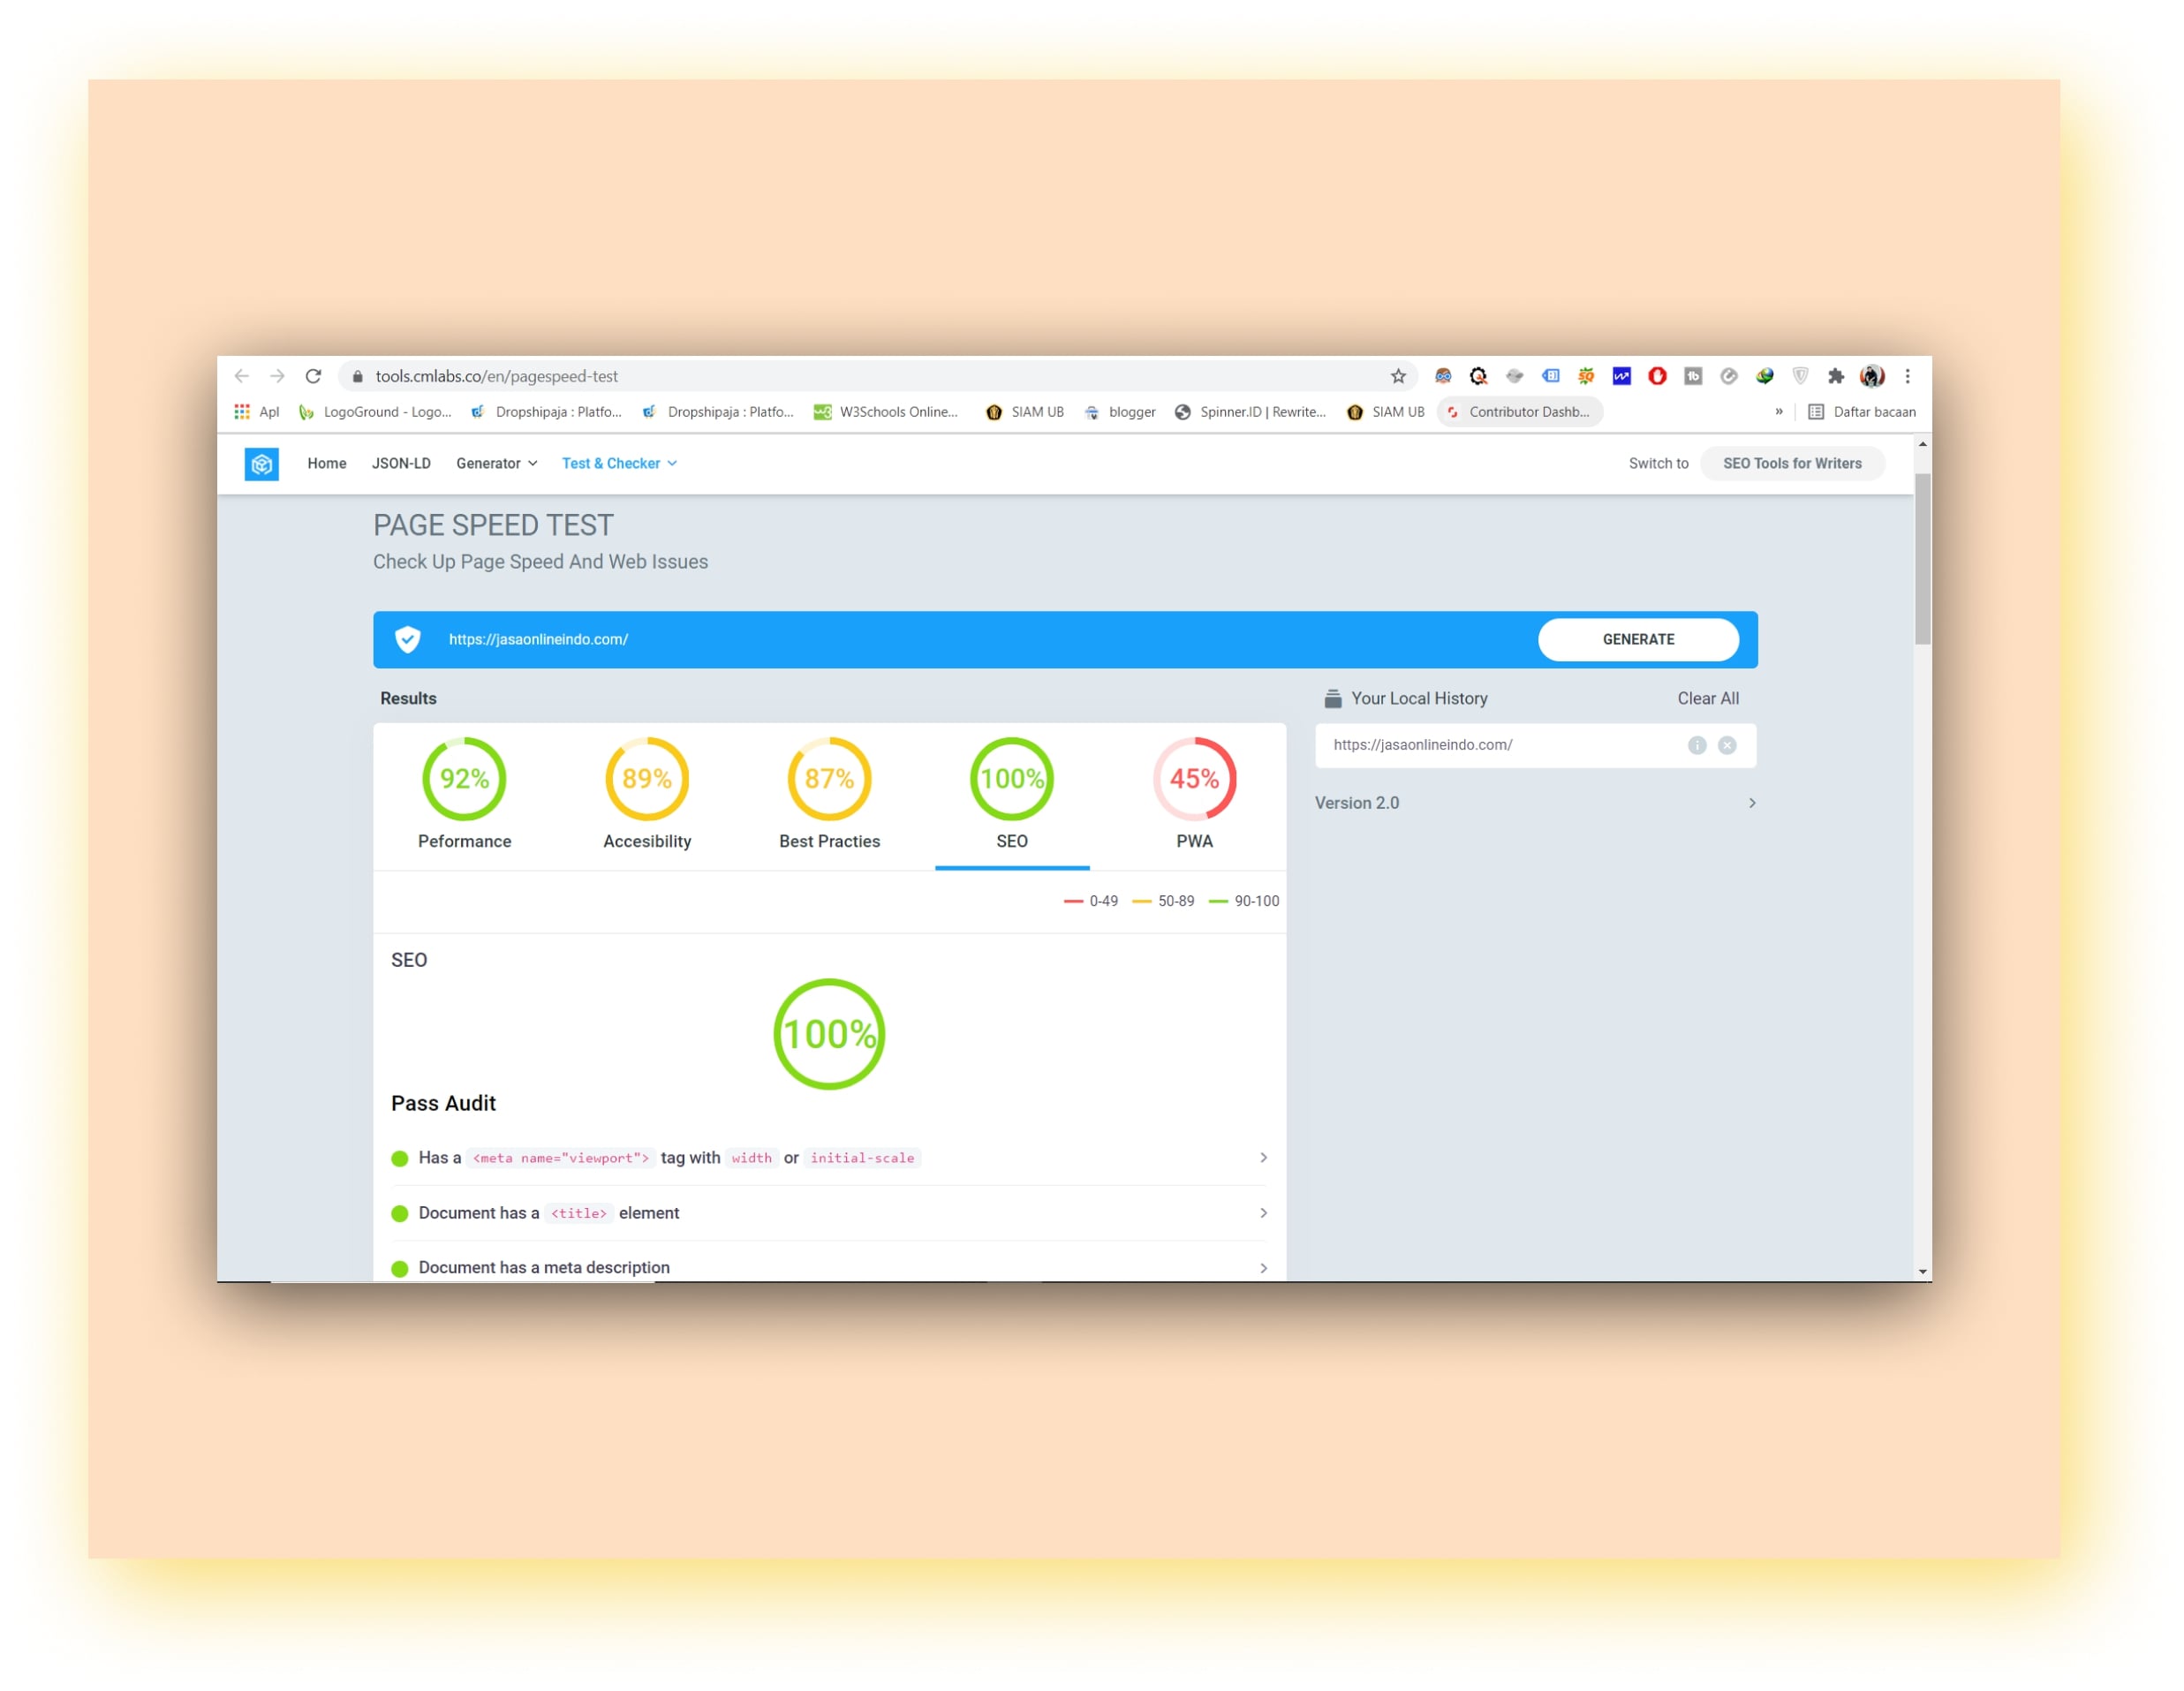 tools.cmlabs.co/en/pagespeed-test
Apl LogoGround - Logo... Dropshipaja : Platfo... Dropshipaja : Platfo... W3Schools Online... SIAM UB blogger Spinner.ID | Rewrite... SIAM UB Contributor Dashb... » Daftar bacaan
Home JSON-LD Generator Test & Checker Switch to SEO Tools for Writers
PAGE SPEED TEST
Check Up Page Speed And Web Issues
https://jasaonlineindo.com/ GENERATE
Results
92% 89% 87% 100% 45%
Peformance Accesibility Best Practies SEO PWA
0-49 50-89 90-100
SEO
100%
Pass Audit
Has a <meta name="viewport"> tag with width or initial-scale
Document has a <title> element
Document has a meta description
Your Local History Clear All
https://jasaonlineindo.com/
Version 2.0